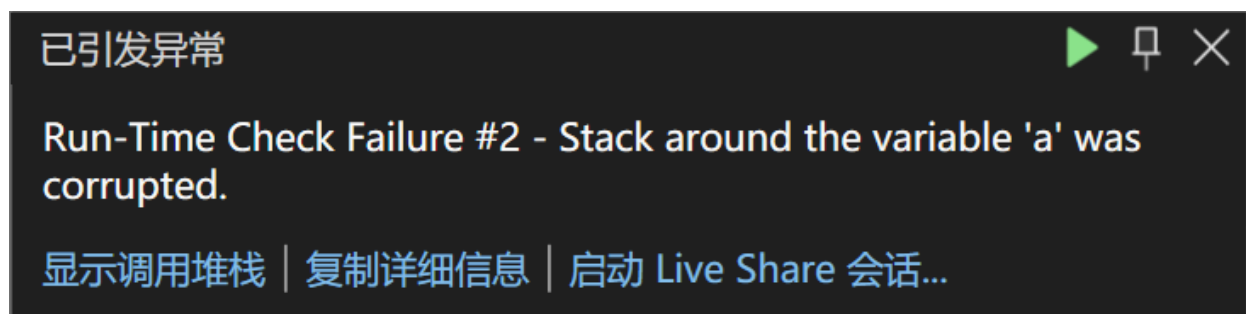 已引发异常
Run-Time Check Failure #2 - Stack around the variable 'a' was
corrupted.
显示调用堆栈 | 复制详细信息 | 启动 Live Share 会话...